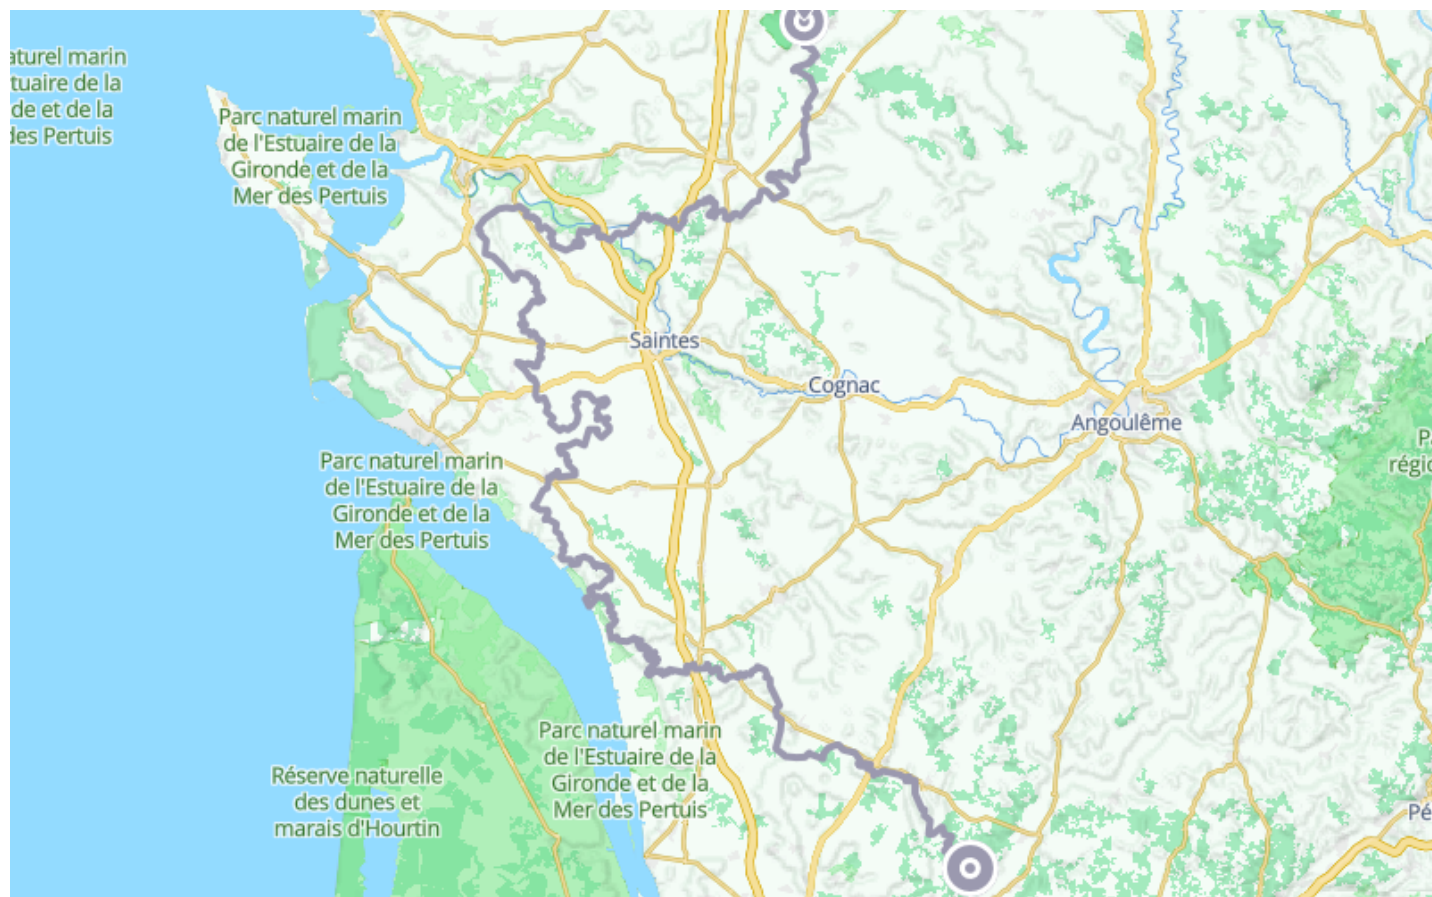 aturel marin
tuaire de la
de et de la
des Pertuis
Parc naturel marin
de l'Estuaire de la
Gironde et de la
Mer des Pertuis
Saintes
Cognac
Angoulême
Parc naturel marin
de l'Estuaire de la
Gironde et de la
Mer des Pertuis
Pa
régio
Parc naturel marin
de l'Estuaire de la
Gironde et de la
Mer des Pertuis
Réserve naturelle
des dunes et
marais d'Hourtin
Pé